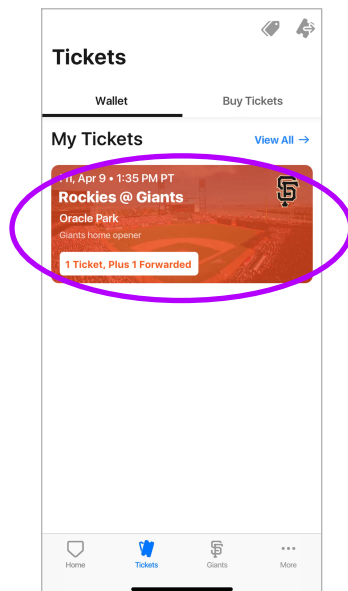 Tickets
Wallet
Buy Tickets
My Tickets
View All →
Fri, Apr 9 • 1:35 PM PT
Rockies @ Giants
SF
Oracle Park
Giants home opener
1 Ticket, Plus 1 Forwarded
Home
Tickets
Giants
More